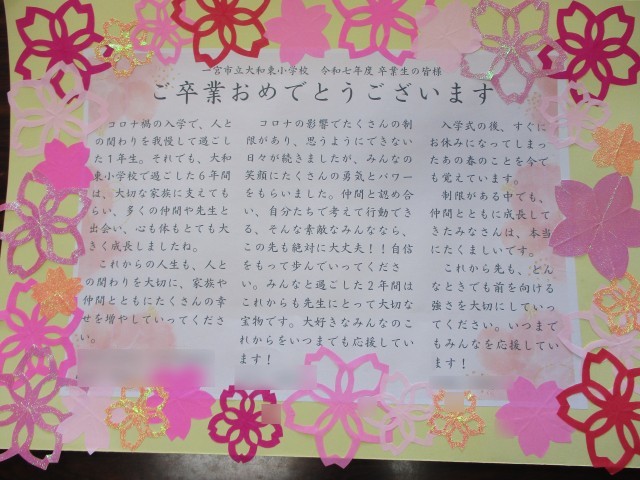 一宮市立大和東小学校　令和七年度 卒業生の皆様
ご卒業おめでとうございます
コロナ禍の入学で、人と
の関わりを我慢して過ごし
た１年生。それでも、大和
東小学校で過ごした６年間
は、大切な家族に支えても
らい、多くの仲間や先生と
出会い、心も体もとても大
きく成長しましたね。
これからの人生も、人と
の関わりを大切に、家族や
仲間とともにたくさんの幸
せを増やしていってくださ
い。
コロナの影響でたくさんの制
限があり、思うようにできない
日々が続きましたが、みんなの
笑顔にたくさんの勇気とパワー
をもらいました。仲間と認め合
い、自分たちで考えて行動でき
る、そんな素敵なみんななら、
この先も絶対に大丈夫！！自信
をもって歩んでいってくださ
い。みんなと過ごした２年間は
これからも先生にとって大切な
宝物です。大好きなみんなのこ
れからをいつまでも応援してい
ます！
入学式の後、すぐに
お休みになってしまっ
たあの春のことを今で
も覚えています。
制限がある中でも、
仲間とともに成長して
きたみなさんは、本当
にたくましいです。
これから先も、どん
なときでも前を向ける
強さを大切にしていっ
てください。いつまで
もみんなを応援してい
ます！